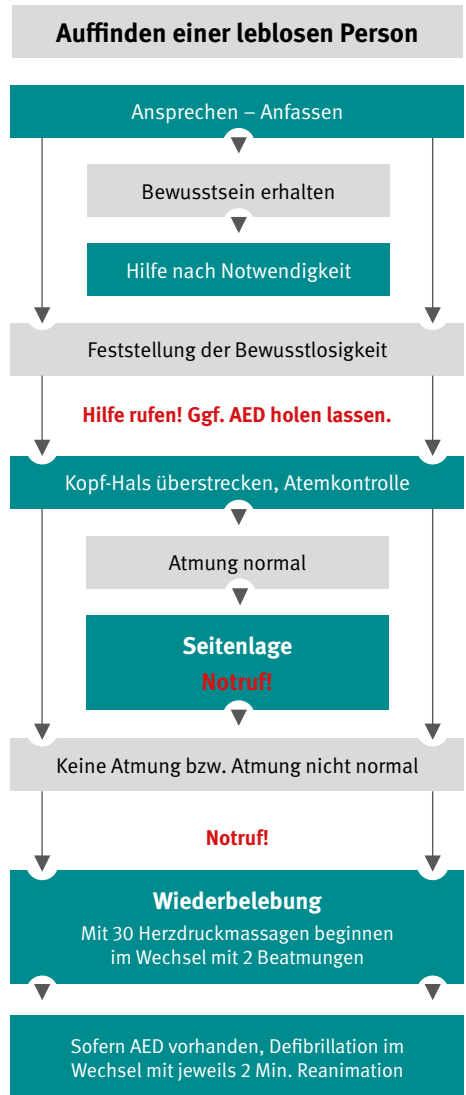 Auffinden einer leblosen Person
Ansprechen – Anfassen
Bewusstsein erhalten
Hilfe nach Notwendigkeit
Feststellung der Bewusstlosigkeit
Hilfe rufen! Ggf. AED holen lassen.
Kopf-Hals überstrecken, Atemkontrolle
Atmung normal
Seitenlage
Notruf!
Keine Atmung bzw. Atmung nicht normal
Notruf!
Wiederbelebung
Mit 30 Herzdruckmassagen beginnen
im Wechsel mit 2 Beatmungen
Sofern AED vorhanden, Defibrillation im
Wechsel mit jeweils 2 Min. Reanimation